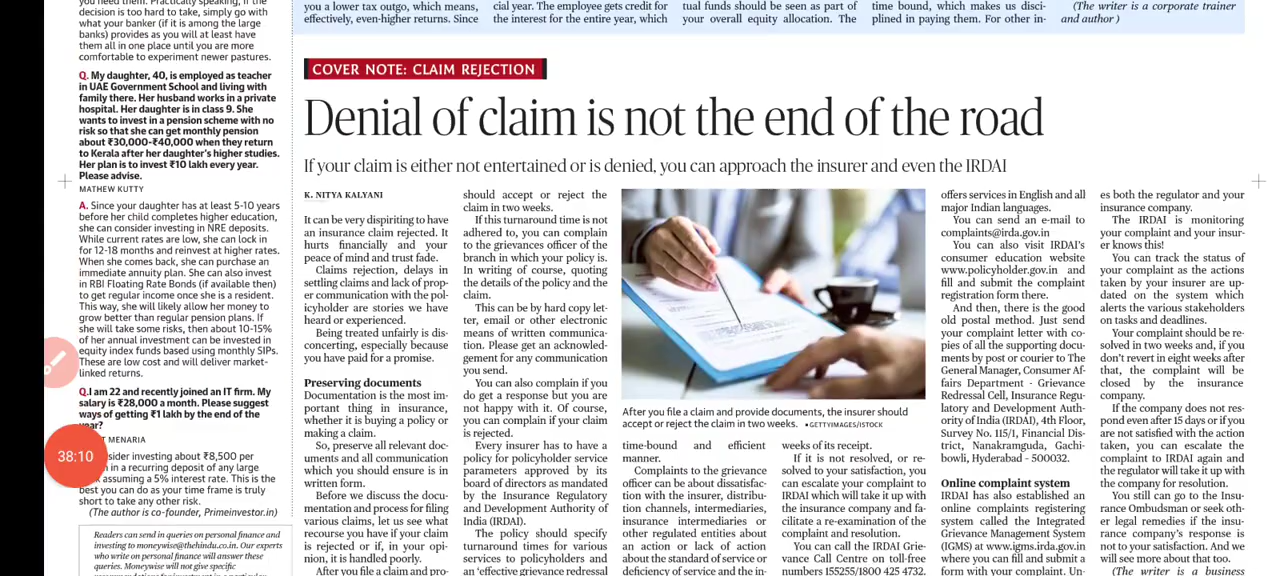 you need them. Practically speaking, if the
decision is too hard to take, simply go with
what your banker (if it is among the large
banks) provides as you will at least have
them all in one place until you are more
comfortable to experiment newer pastures.
Q. My daughter, 40, is employed as teacher
in UAE Government School and living with
family there. Her husband works in a private
hospital. Her daughter is in class 9. She
wants to invest in a pension scheme with no
risk so that she can get monthly pension
about ₹30,000-₹40,000 when they return
to Kerala after her daughter's higher studies.
Her plan is to invest ₹10 lakh every year.
Please advise.
MATHEW KUTTY
A. Since your daughter has at least 5-10 years
before her child completes higher education,
she can consider investing in NRE deposits.
While current rates are low, she can lock in
for 12-18 months and reinvest at higher rates.
When she comes back, she can purchase an
immediate annuity plan. She can also invest
in RBI Floating Rate Bonds (if available then)
to get regular income once she is a resident.
This way, she will likely allow her money to
grow better than regular pension plans. If
she will take some risks, then about 10-15%
of her annual investment can be invested in
equity index funds based using monthly SIPs.
These are low cost and will deliver market-
linked returns.
Q.I am 22 and recently joined an IT firm. My
salary is ₹28,000 a month. Please suggest
ways of getting ₹1 lakh by the end of the
year?
MENARIA
investing about ₹8,500 per
in a recurring deposit of any large
assuming a 5% interest rate. This is the
best you can do as your time frame is truly
short to take any other risk.
(The author is co-founder, Primeinvestor.in)
Readers can send in queries on personal finance and
investing to moneywise@thehindu.co.in. Our experts
who write on personal finance will answer these
queries. Moneywise will not give specific
38:10
you a lower tax outgo, which means,
effectively, even-higher returns. Since
cial year. The employee gets credit for
the interest for the entire year, which
tual funds should be seen as part of
your overall equity allocation. The
time bound, which makes us disci-
plined in paying them. For other in-
(The writer is a corporate trainer
and author )
COVER NOTE: CLAIM REJECTION
Denial of claim is not the end of the road
If your claim is either not entertained or is denied, you can approach the insurer and even the IRDAI
K. NITYA KALYANI
It can be very dispiriting to have
an insurance claim rejected. It
hurts financially and your
peace of mind and trust fade.
Claims rejection, delays in
settling claims and lack of prop-
er communication with the pol-
icyholder are stories we have
heard or experienced.
Being treated unfairly is dis-
concerting, especially because
you have paid for a promise.
Preserving documents
Documentation is the most im-
portant thing in insurance,
whether it is buying a policy or
making a claim.
So, preserve all relevant doc-
uments and all communication
which you should ensure is in
written form.
Before we discuss the docu-
mentation and process for filing
various claims, let us see what
recourse you have if your claim
is rejected or if, in your opi-
nion, it is handled poorly.
After you file a claim and pro-
should accept or reject the
claim in two weeks.
If this turnaround time is not
adhered to, you can complain
to the grievances officer of the
branch in which your policy is.
In writing of course, quoting
the details of the policy and the
claim.
This can be by hard copy let-
ter, email or other electronic
means of written communica-
tion. Please get an acknowledg-
ement for any communication
you send.
You can also complain if you
do get a response but you are
not happy with it. Of course,
you can complain if your claim
is rejected.
Every insurer has to have a
policy for policyholder service
parameters approved by its
board of directors as mandated
by the Insurance Regulatory
and Development Authority of
India (IRDAI).
The policy should specify
turnaround times for various
services to policyholders and
an 'effective grievance redressal
After you file a claim and provide documents, the insurer should
accept or reject the claim in two weeks. •GETTYIMAGES/ISTOCK
time-bound and efficient
manner.
Complaints to the grievance
officer can be about dissatisfac-
tion with the insurer, distribu-
tion channels, intermediaries,
insurance intermediaries or
other regulated entities about
an action or lack of action
about the standard of service or
deficiency of service and the in-
weeks of its receipt.
If it is not resolved, or re-
solved to your satisfaction, you
can escalate your complaint to
IRDAI which will take it up with
the insurance company and fa-
cilitate a re-examination of the
complaint and resolution.
You can call the IRDAI Grie-
vance Call Centre on toll-free
numbers 155255/1800 425 4732.
offers services in English and all
major Indian languages.
You can send an e-mail to
complaints@irda.gov.in
You can also visit IRDAI's
consumer education website
www.policyholder.gov.in and
fill and submit the complaint
registration form there.
And then, there is the good
old postal method. Just send
your complaint letter with co-
pies of all the supporting docu-
ments by post or courier to The
General Manager, Consumer Af-
fairs Department - Grievance
Redressal Cell, Insurance Regu-
latory and Development Auth-
ority of India (IRDAI), 4th Floor,
Survey No. 115/1, Financial Dis-
trict, Nanakramguda, Gachi-
bowli, Hyderabad - 500032.
Online complaint system
IRDAI has also established an
online complaints registering
system called the Integrated
Grievance Management System
(IGMS) at www.igms.irda.gov.in
where you can fill and submit a
form with your complaint. Un-
es both the regulator and your
insurance company.
The IRDAI is monitoring
your complaint and your insur-
er knows this!
You can track the status of
your complaint as the actions
taken by your insurer are up-
dated on the system which
alerts the various stakeholders
on tasks and deadlines.
Your complaint should be re-
solved in two weeks and, if you
don't revert in eight weeks after
that, the complaint will be
closed by the insurance
company.
If the company does not res-
pond even after 15 days or if you
are not satisfied with the action
taken, you can escalate the
complaint to IRDAI again and
the regulator will take it up with
the company for resolution.
You still can go to the Insu-
rance Ombudsman or seek oth-
er legal remedies if the insu-
rance company's response is
not to your satisfaction. And we
will see more about that too.
(The writer is a business